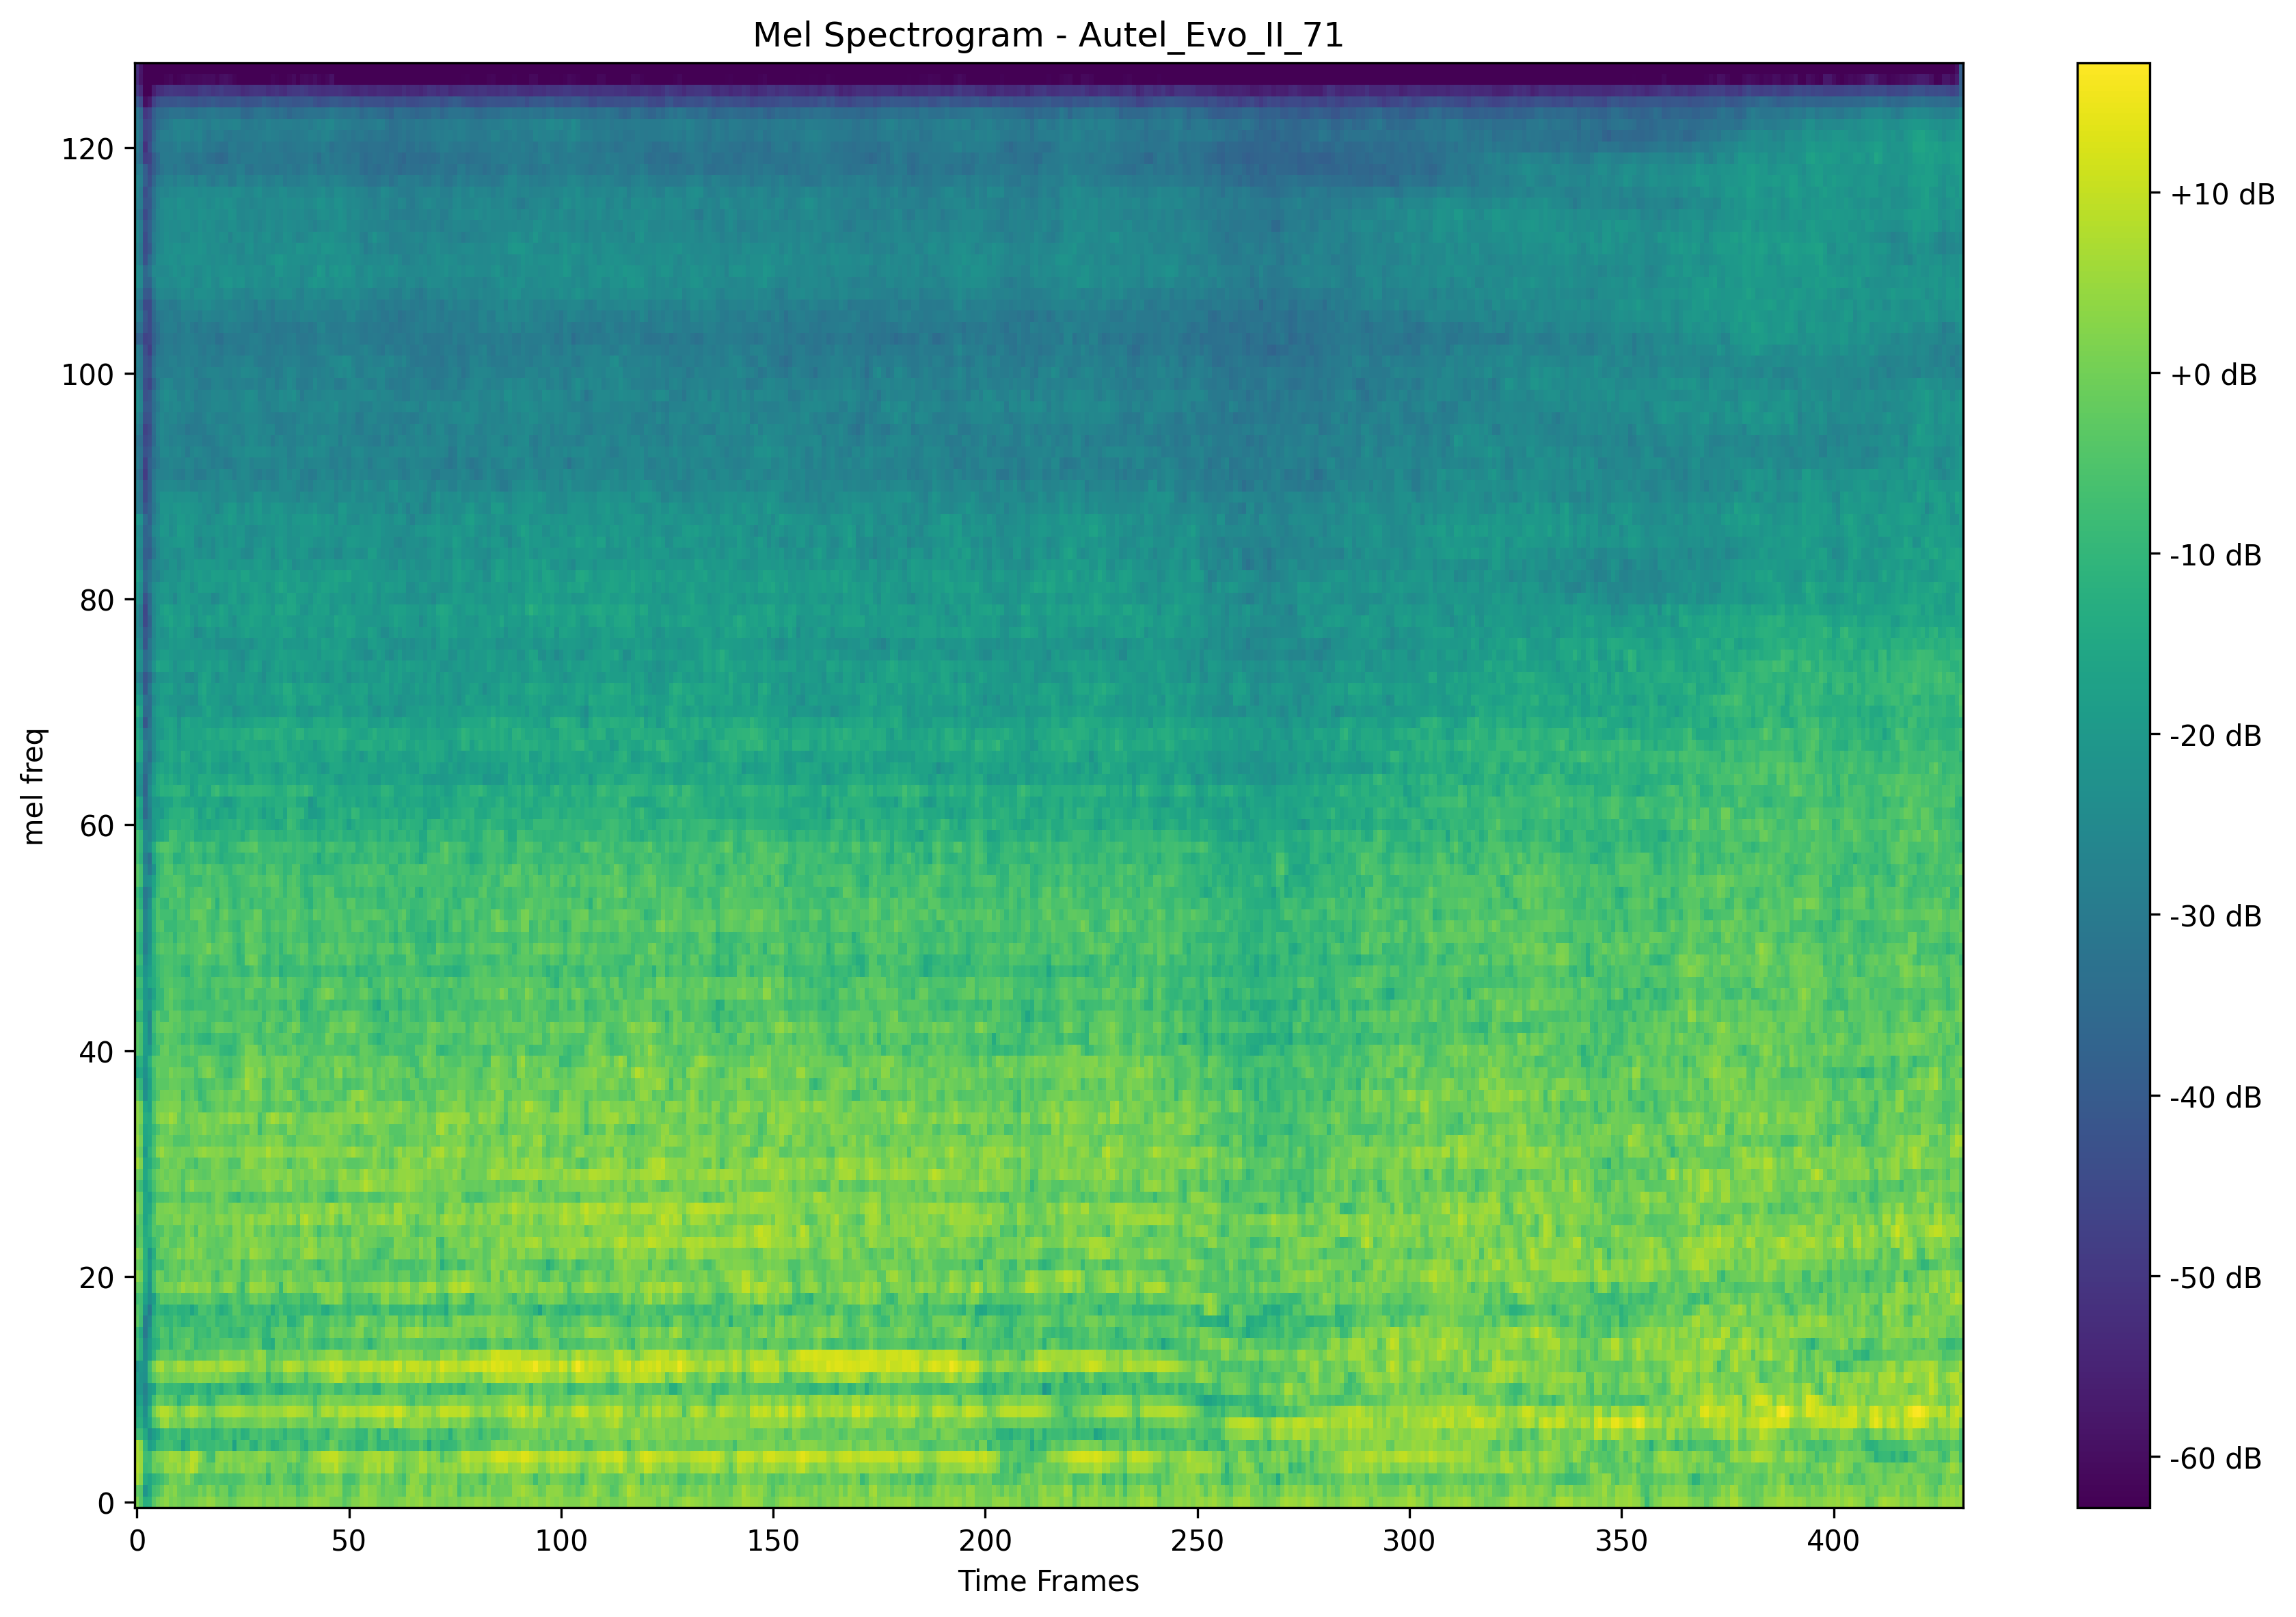 Mel Spectrogram - Autel_Evo_II_71
120
100
80
60
40
20
0
mel freq
0 50 100 150 200 250 300 350 400
Time Frames
+10 dB
+0 dB
-10 dB
-20 dB
-30 dB
-40 dB
-50 dB
-60 dB